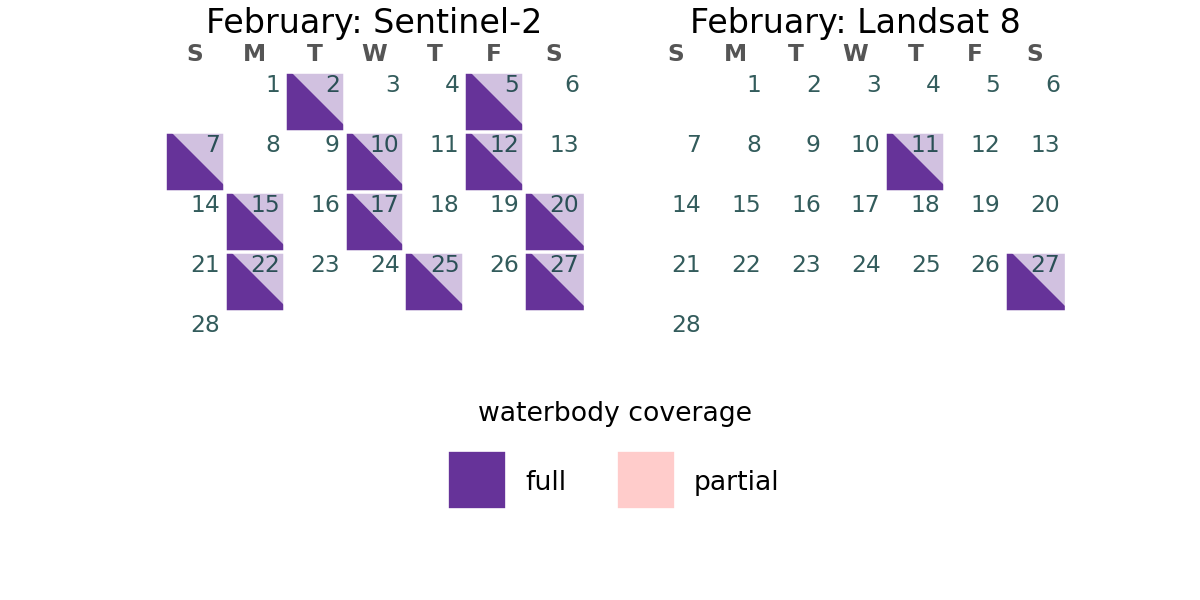 February: Sentinel-2
S M T W T F S
1 2 3 4 5 6
7 8 9 10 11 12 13
14 15 16 17 18 19 20
21 22 23 24 25 26 27
28
February: Landsat 8
S M T W T F S
1 2 3 4 5 6
7 8 9 10 11 12 13
14 15 16 17 18 19 20
21 22 23 24 25 26 27
28
waterbody coverage
full
partial